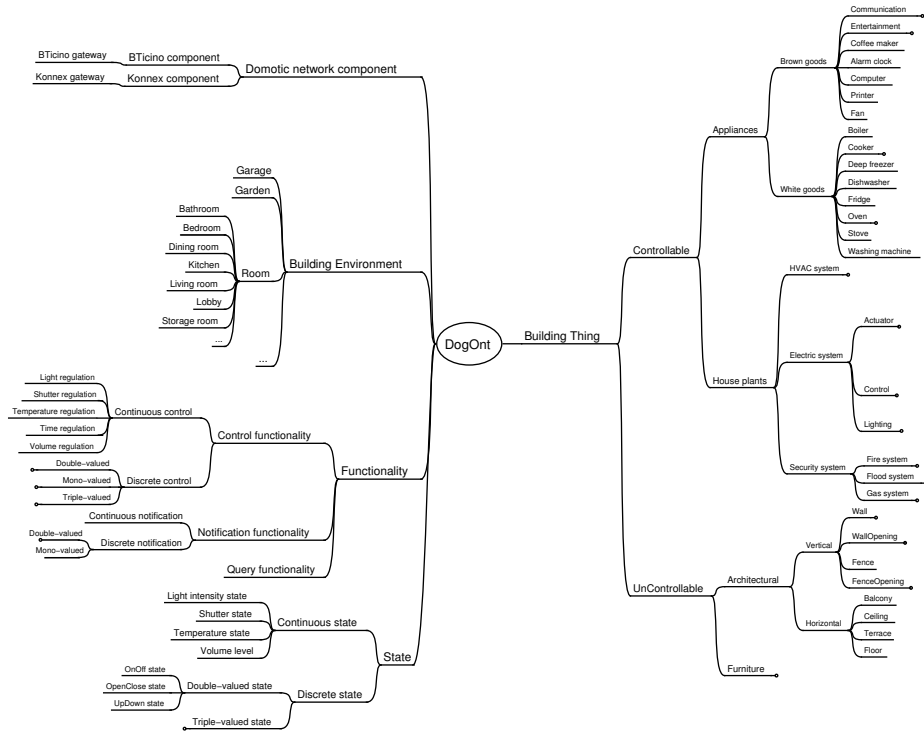 BTicino gateway
BTicino component
Konnex gateway
Konnex component
Domotic network component
Garage
Garden
Bathroom
Bedroom
Dining room
Kitchen
Living room
Lobby
Storage room
...
Room
...
Building Environment
Light regulation
Shutter regulation
Temperature regulation
Time regulation
Volume regulation
Continuous control
Double−valued
Mono−valued
Triple−valued
Discrete control
Control functionality
Continuous notification
Double−valued
Mono−valued
Discrete notification
Notification functionality
Query functionality
Functionality
Light intensity state
Shutter state
Temperature state
Volume level
Continuous state
OnOff state
OpenClose state
UpDown state
Double−valued state
Triple−valued state
Discrete state
State
DogOnt
Building Thing
Controllable
Appliances
Brown goods
Communication
Entertainment
Coffee maker
Alarm clock
Computer
Printer
Fan
White goods
Boiler
Cooker
Deep freezer
Dishwasher
Fridge
Oven
Stove
Washing machine
House plants
HVAC system
Electric system
Actuator
Control
Lighting
Security system
Fire system
Flood system
Gas system
UnControllable
Architectural
Vertical
Wall
WallOpening
Fence
FenceOpening
Horizontal
Balcony
Ceiling
Terrace
Floor
Furniture